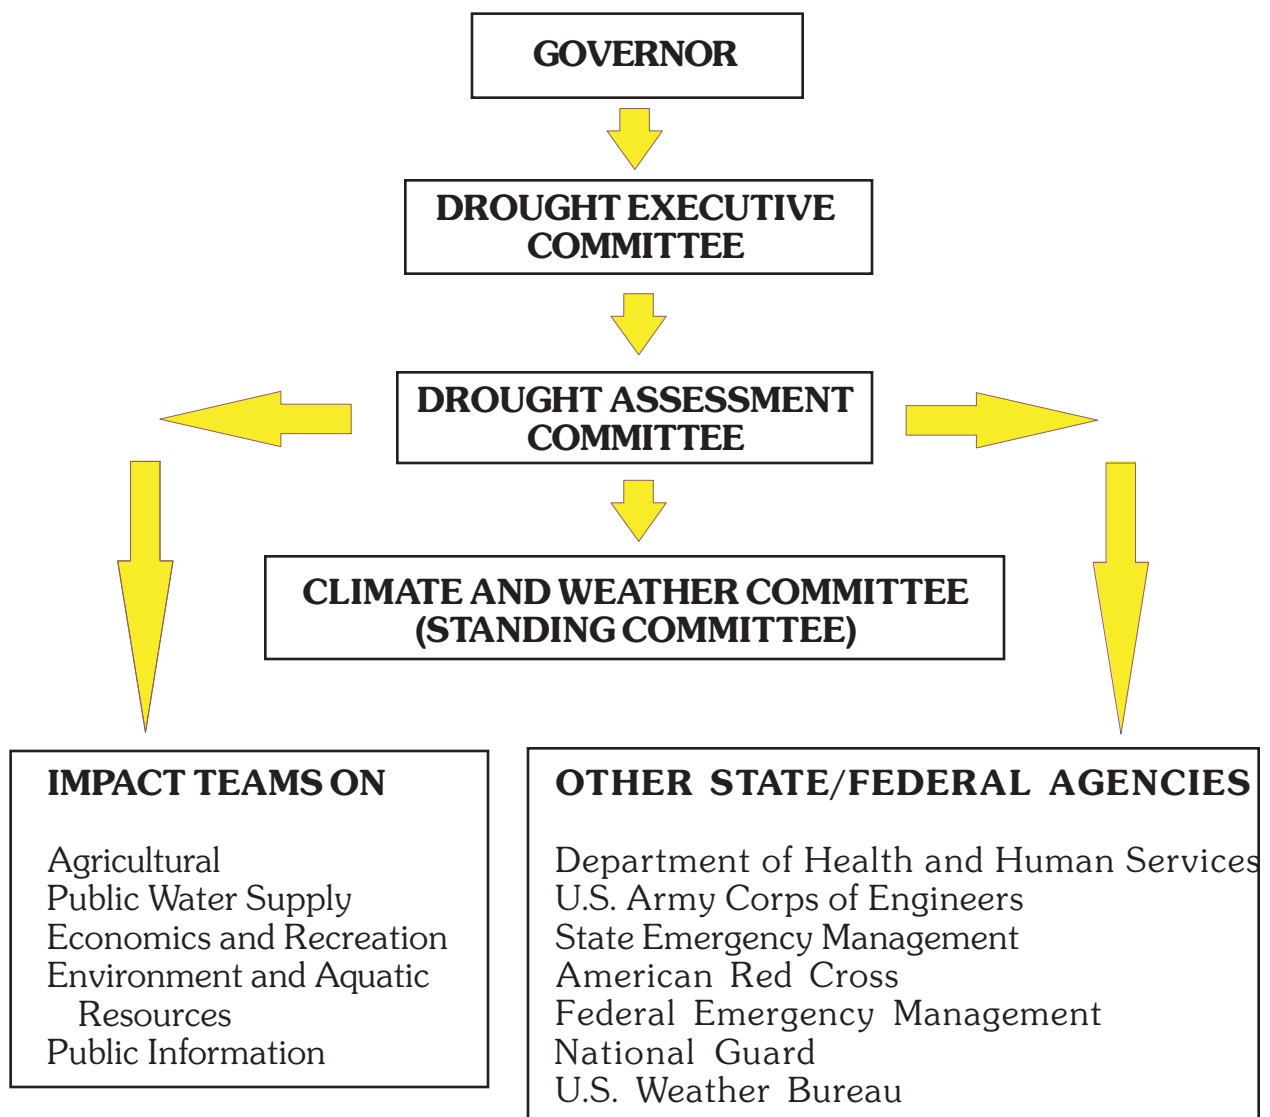 GOVERNOR
DROUGHT EXECUTIVE
COMMITTEE
DROUGHT ASSESSMENT
COMMITTEE
CLIMATE AND WEATHER COMMITTEE
(STANDING COMMITTEE)
IMPACT TEAMS ON
Agricultural
Public Water Supply
Economics and Recreation
Environment and Aquatic
Resources
Public Information
OTHER STATE/FEDERAL AGENCIES
Department of Health and Human Services
U.S. Army Corps of Engineers
State Emergency Management
American Red Cross
Federal Emergency Management
National Guard
U.S. Weather Bureau